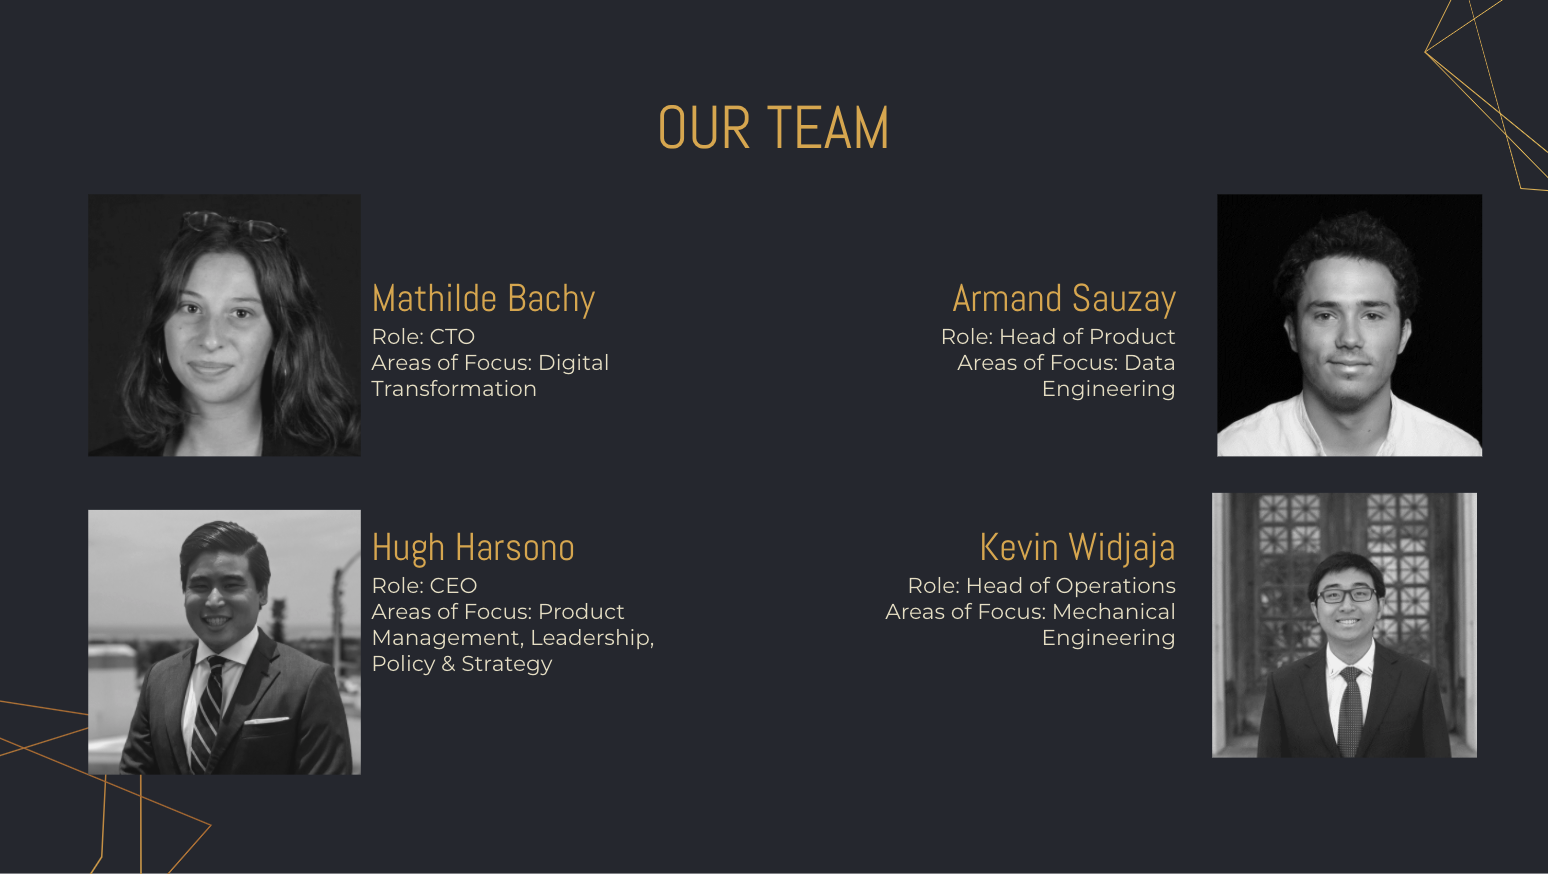 OUR TEAM
Mathilde Bachy
Role: CTO
Areas of Focus: Digital
Transformation
Armand Sauzay
Role: Head of Product
Areas of Focus: Data
Engineering
Hugh Harsono
Role: CEO
Areas of Focus: Product
Management, Leadership,
Policy & Strategy
Kevin Widjaja
Role: Head of Operations
Areas of Focus: Mechanical
Engineering